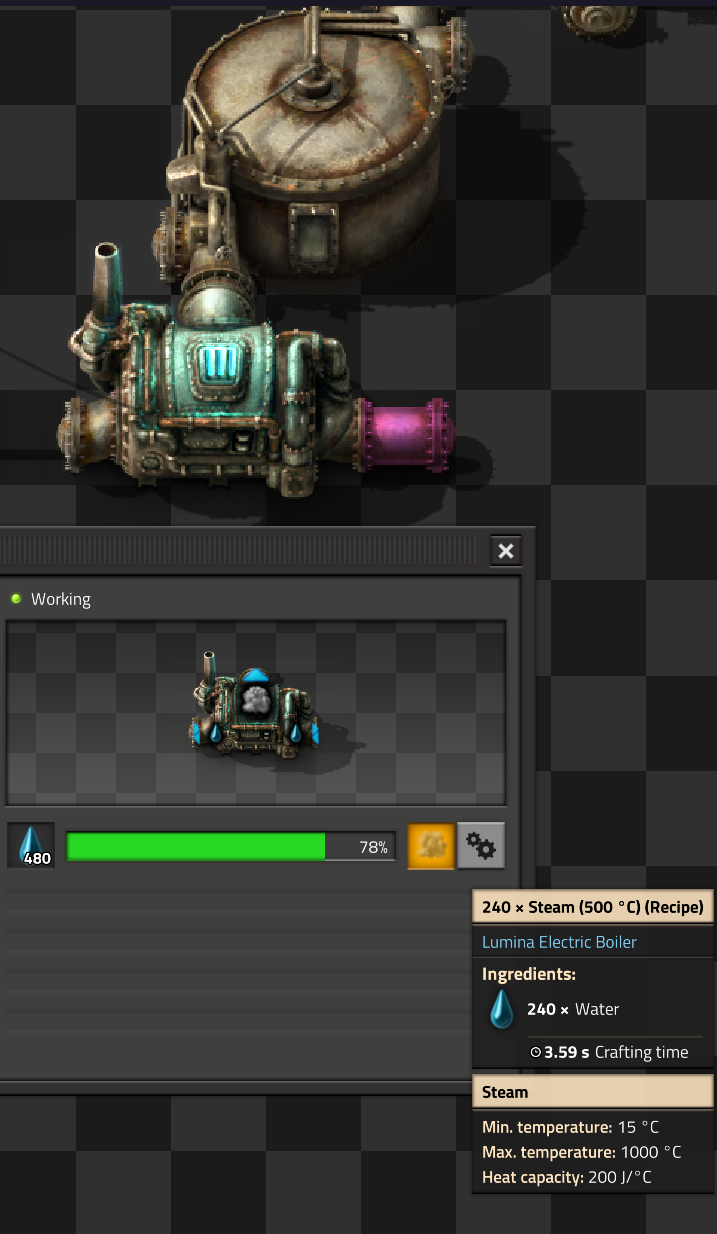 Working
480
78%
240 × Steam (500 °C) (Recipe)
Lumina Electric Boiler
Ingredients:
240 × Water
3.59 s Crafting time
Steam
Min. temperature: 15 °C
Max. temperature: 1000 °C
Heat capacity: 200 J/°C